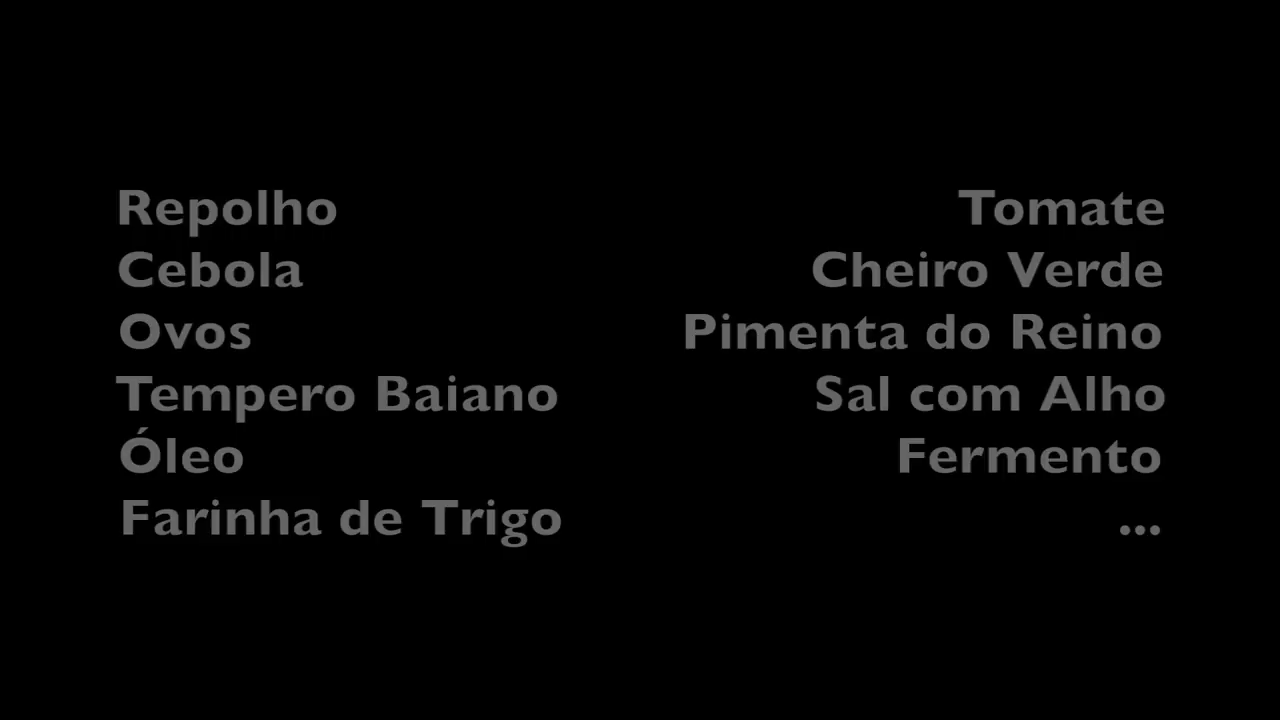 Repolho
Cebola
Ovos
Tempero Baiano
Óleo
Farinha de Trigo
Tomate
Cheiro Verde
Pimenta do Reino
Sal com Alho
Fermento
...